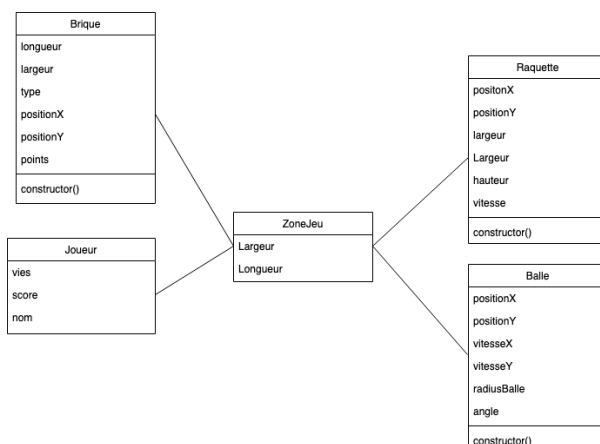 Brique
longueur
largeur
type
positionX
positionY
points
constructor()
Joueur
vies
score
nom
ZoneJeu
Largeur
Longueur
Raquette
positonX
positionY
largeur
Largeur
hauteur
vitesse
constructor()
Balle
positionX
positionY
vitesseX
vitesseY
radiusBalle
angle
constructor()